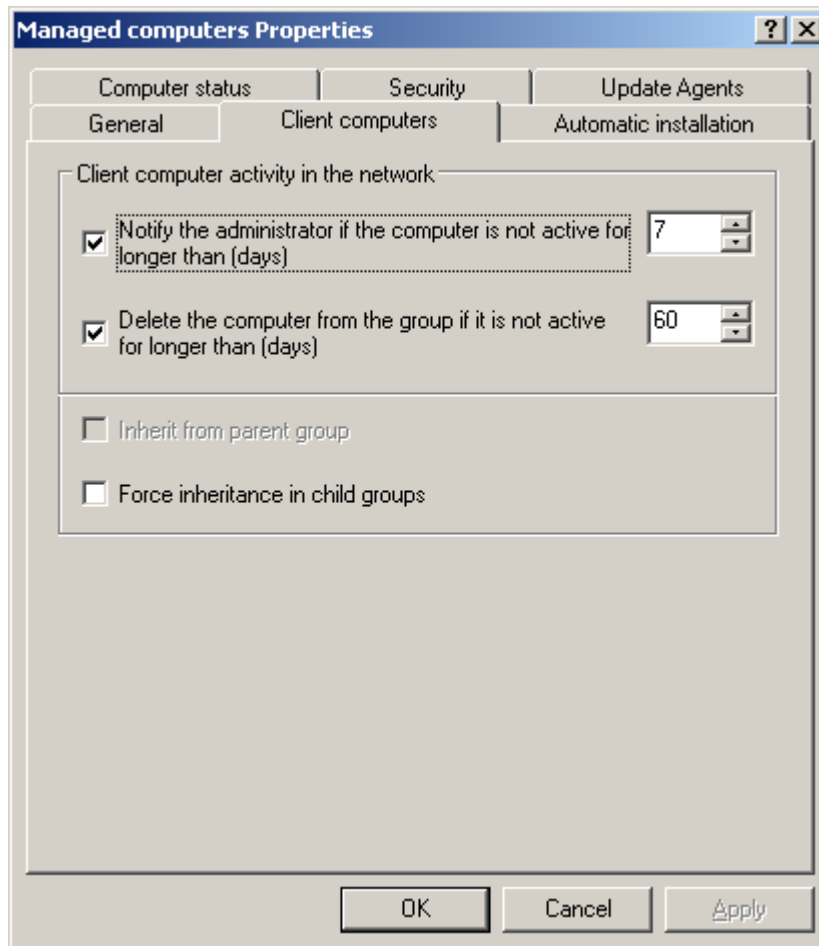 Managed computers Properties
Computer status
Security
Update Agents
General
Client computers
Automatic installation
Client computer activity in the network
Notify the administrator if the computer is not active for
longer than (days)
7
Delete the computer from the group if it is not active
for longer than (days)
60
Inherit from parent group
Force inheritance in child groups
OK
Cancel
Apply